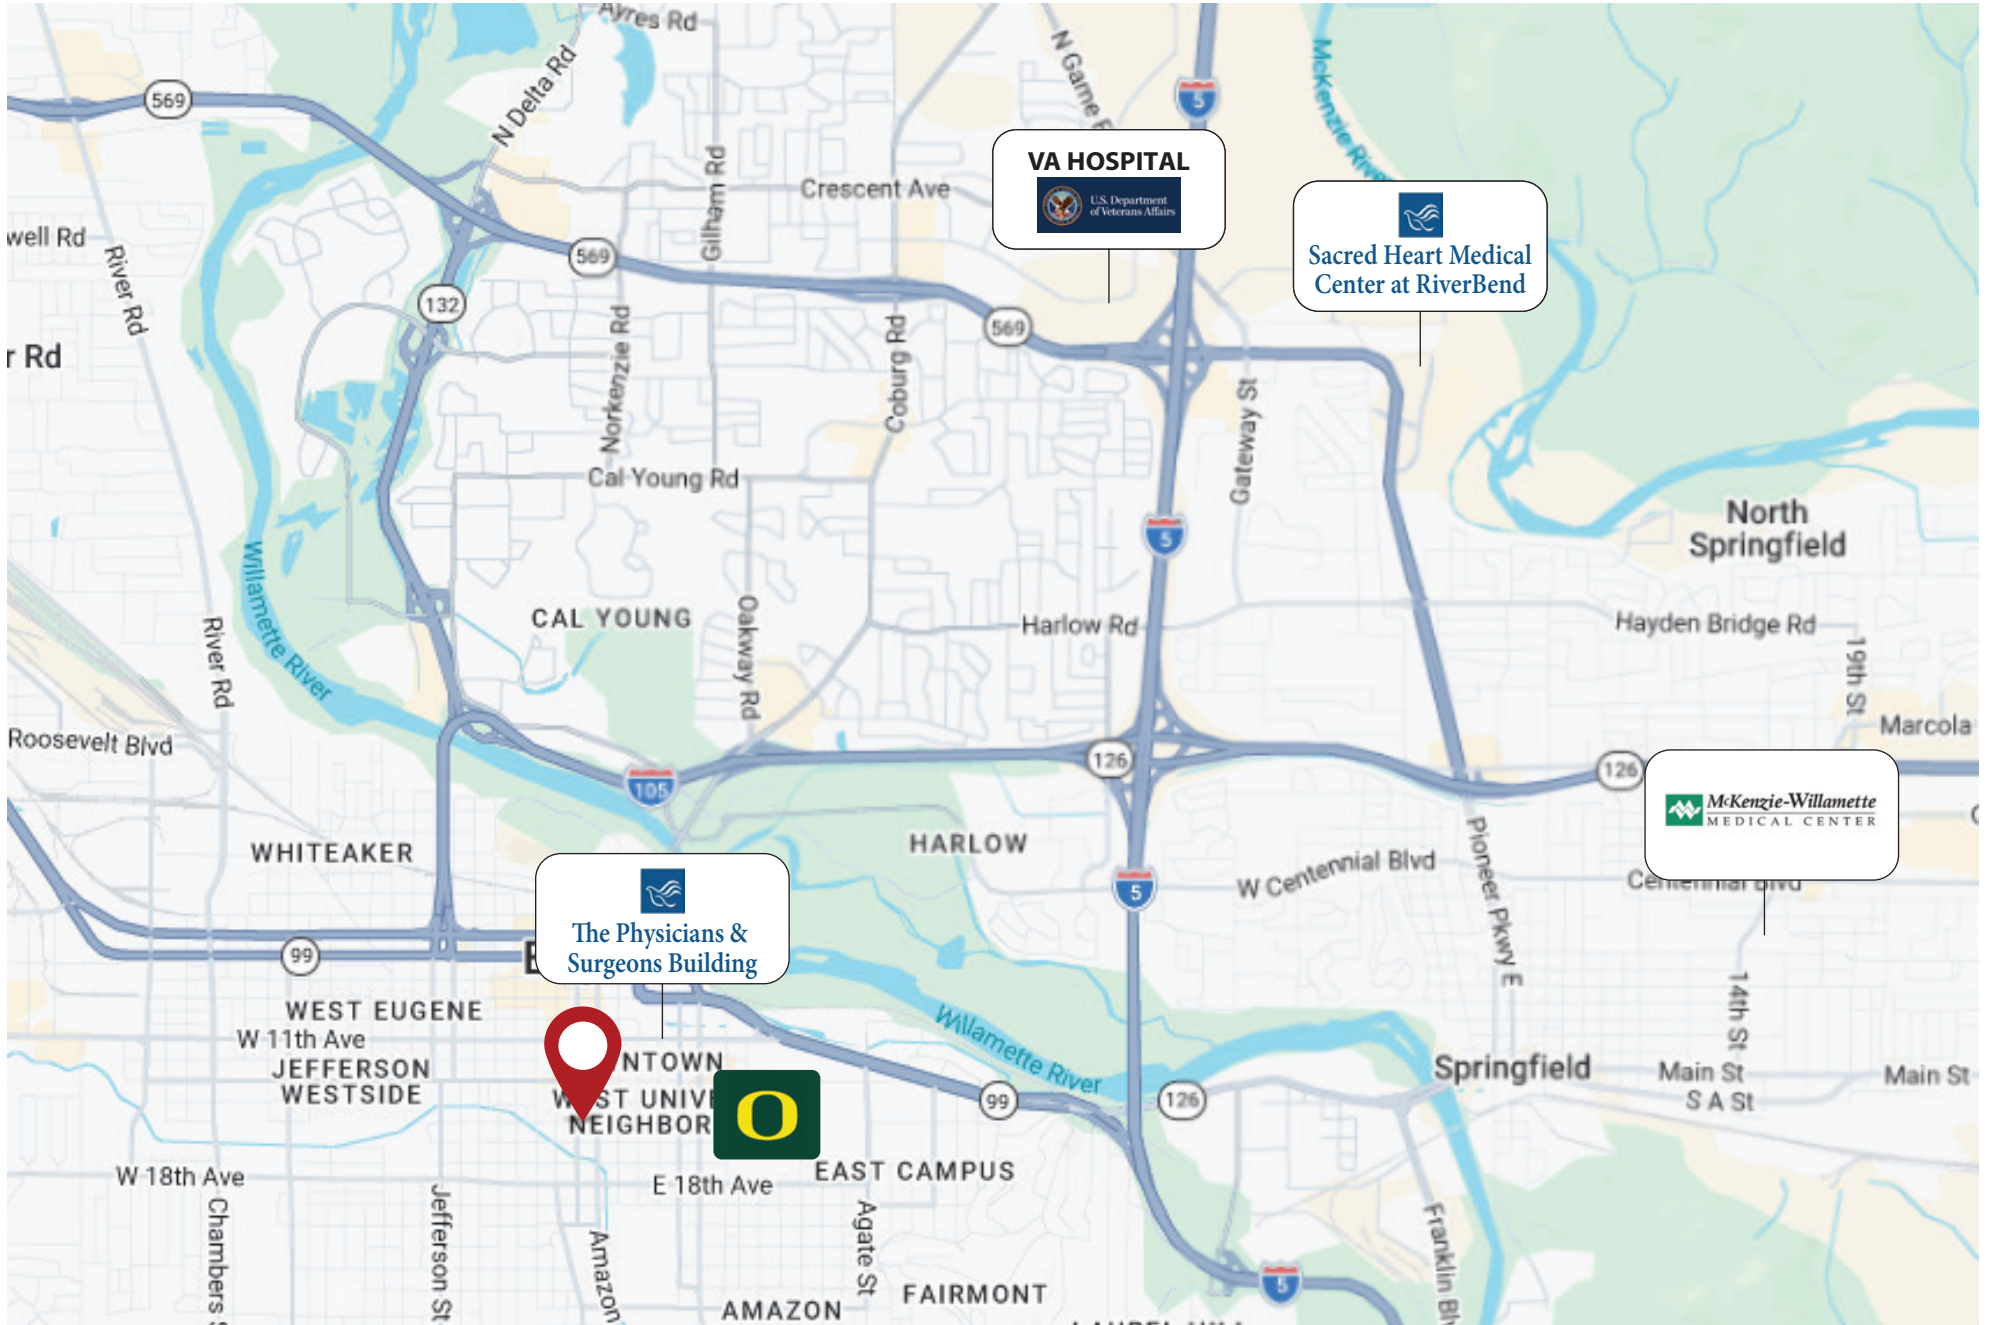 Ayres Rd
N Delta Rd
569
5
McKenzie River
VA HOSPITAL
U.S. Department
of Veterans Affairs
Crescent Ave
Gilham Rd
Sacred Heart Medical
Center at RiverBend
well Rd
River Rd
569
132
569
r Rd
Norkenzie Rd
Coburg Rd
Gateway St
Cal Young Rd
5
North
Springfield
Willamette River
CAL YOUNG
Oakway Rd
Harlow Rd
Hayden Bridge Rd
19th St
River Rd
Marcola
Roosevelt Blvd
105
126
126
McKenzie-Willamette
MEDICAL CENTER
WHITEAKER
HARLOW
5
W Centennial Blvd
Centennial Blvd
Pioneer Pkwy E
The Physicians &
Surgeons Building
99
WEST EUGENE
W 11th Ave
JEFFERSON
WESTSIDE
NTOWN
Willamette River
14th St
Springfield
Main St
Main St
S A St
99
126
W ST UNIVE
NEIGHBOR
O
W 18th Ave
E 18th Ave
EAST CAMPUS
Chambers
Jefferson St
Amazon
Agate St
Franklin Blv
5
FAIRMONT
AMAZON